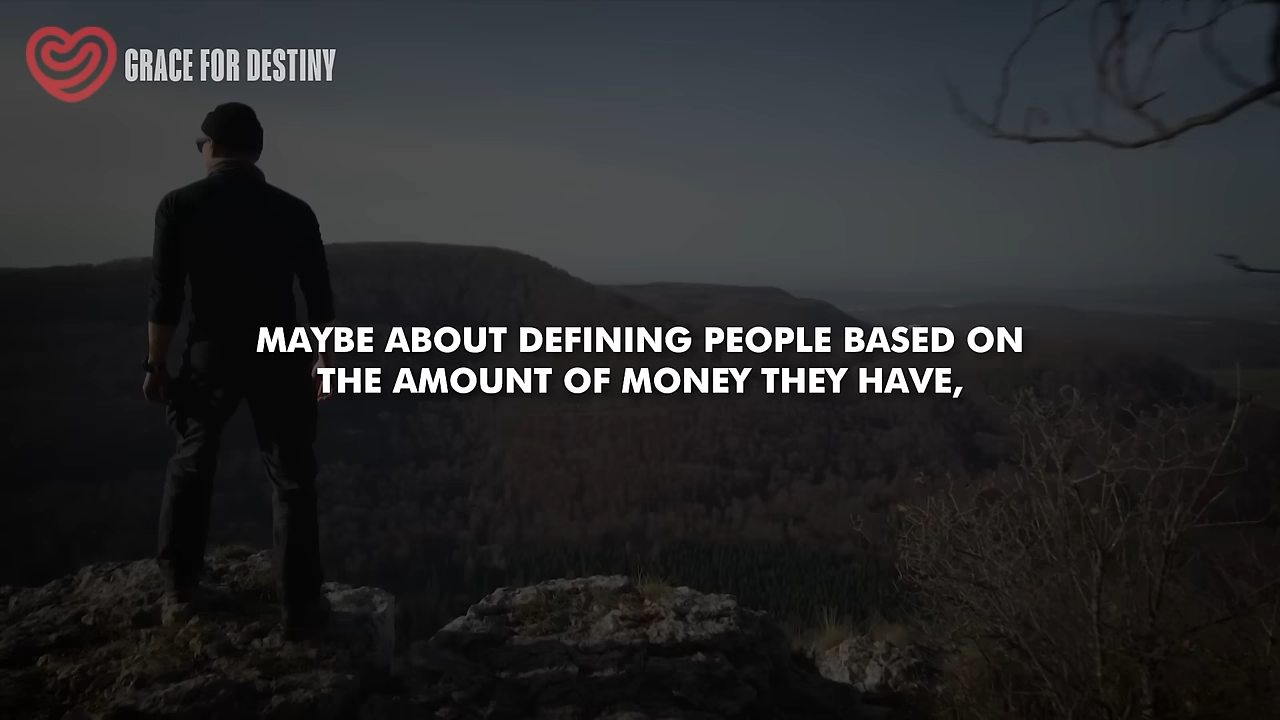 GRACE FOR DESTINY
MAYBE ABOUT DEFINING PEOPLE BASED ON
THE AMOUNT OF MONEY THEY HAVE,